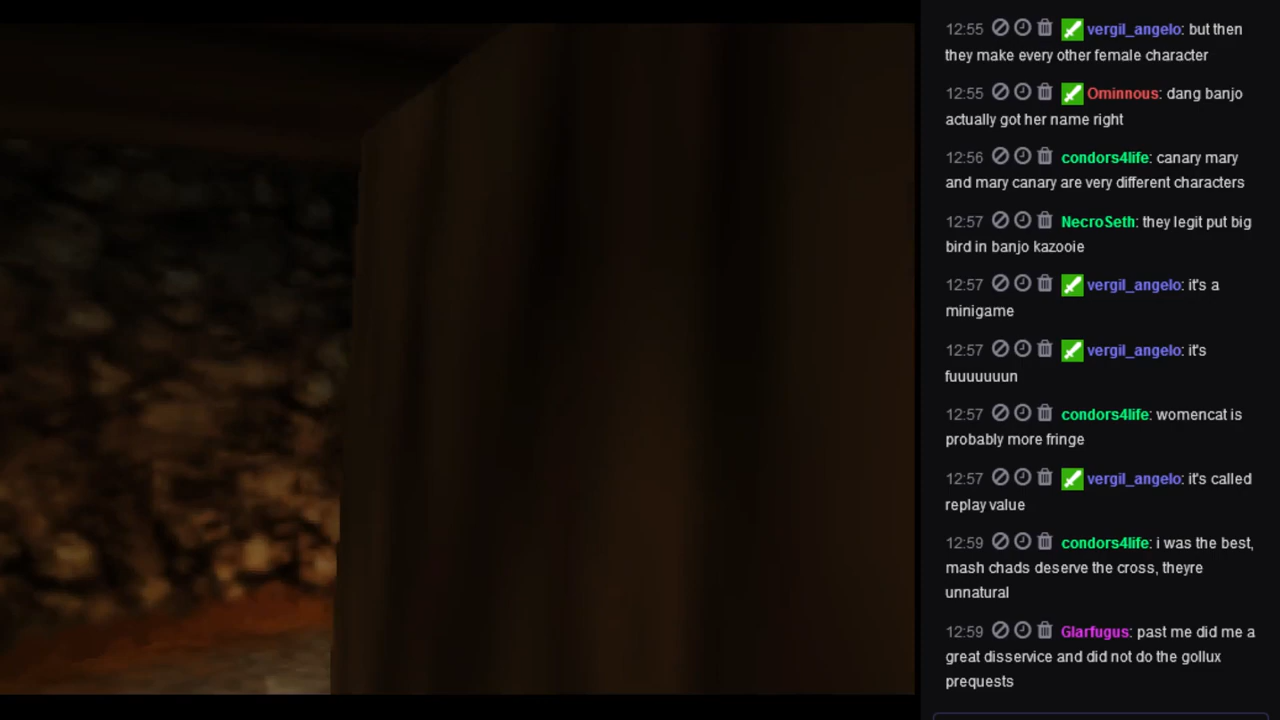 12:55 vergil_angelo: but then
they make every other female character
12:55 Ominnous: dang banjo
actually got her name right
12:56 condors4life: canary mary
and mary canary are very different characters
12:57 NecroSeth: they legit put big
bird in banjo kazooie
12:57 vergil_angelo: it's a
minigame
12:57 vergil_angelo: it's
fuuuuuuun
12:57 condors4life: womencat is
probably more fringe
12:57 vergil_angelo: it's called
replay value
12:59 condors4life: i was the best,
mash chads deserve the cross, theyre
unnatural
12:59 Glarfugus: past me did me a
great disservice and did not do the gollux
prequests